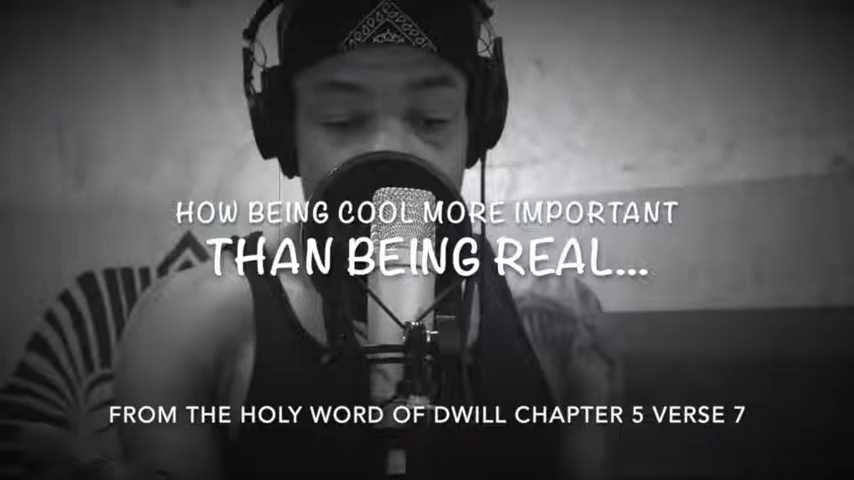 HOW BEING COOL MORE IMPORTANT
THAN BEING REAL...
FROM THE HOLY WORD OF DWILL CHAPTER 5 VERSE 7